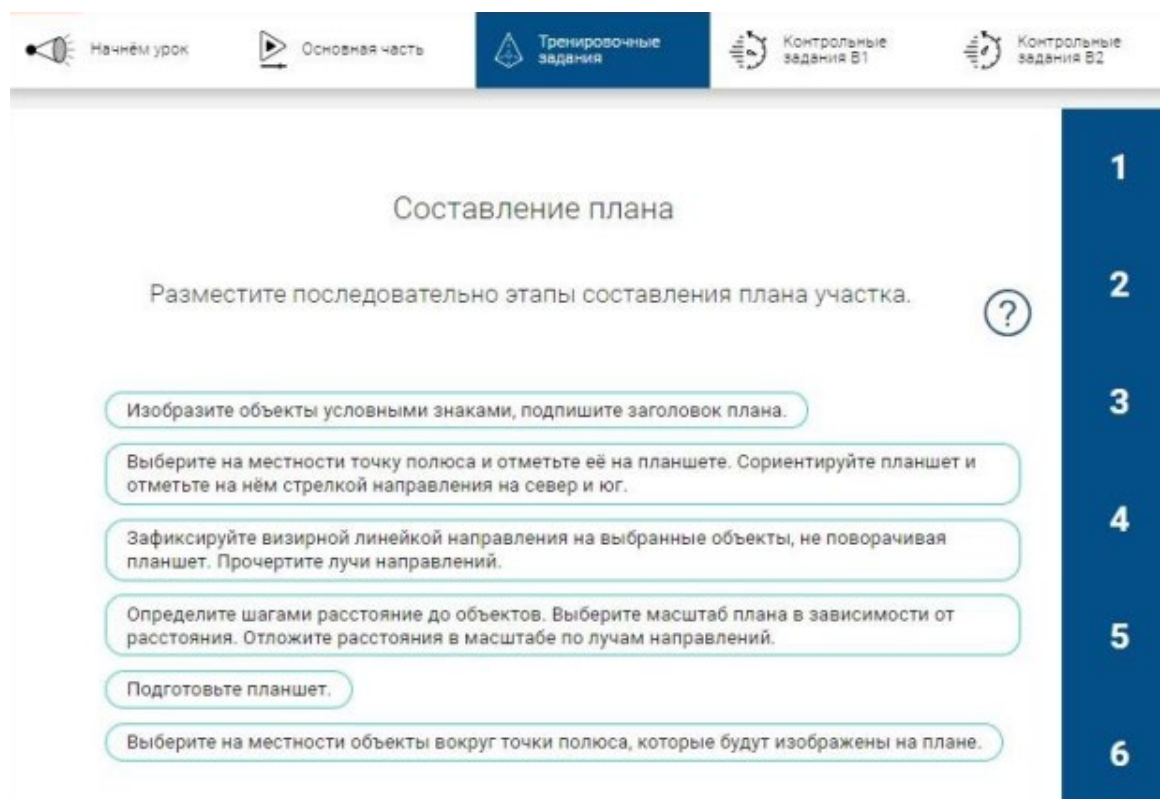 Начнём урок
Основная часть
Тренировочные
задания
Контрольные
задания В1
Контрольные
задания В2
Составление плана
Разместите последовательно этапы составления плана участка.
?
Изобразите объекты условными знаками, подпишите заголовок плана.
Выберите на местности точку полюса и отметьте её на планшете. Сориентируйте планшет и
отметьте на нём стрелкой направления на север и юг.
Зафиксируйте визирной линейкой направления на выбранные объекты, не поворачивая
планшет. Прочертите лучи направлений.
Определите шагами расстояние до объектов. Выберите масштаб плана в зависимости от
расстояния. Отложите расстояния в масштабе по лучам направлений.
Подготовьте планшет.
Выберите на местности объекты вокруг точки полюса, которые будут изображены на плане.
1
2
3
4
5
6